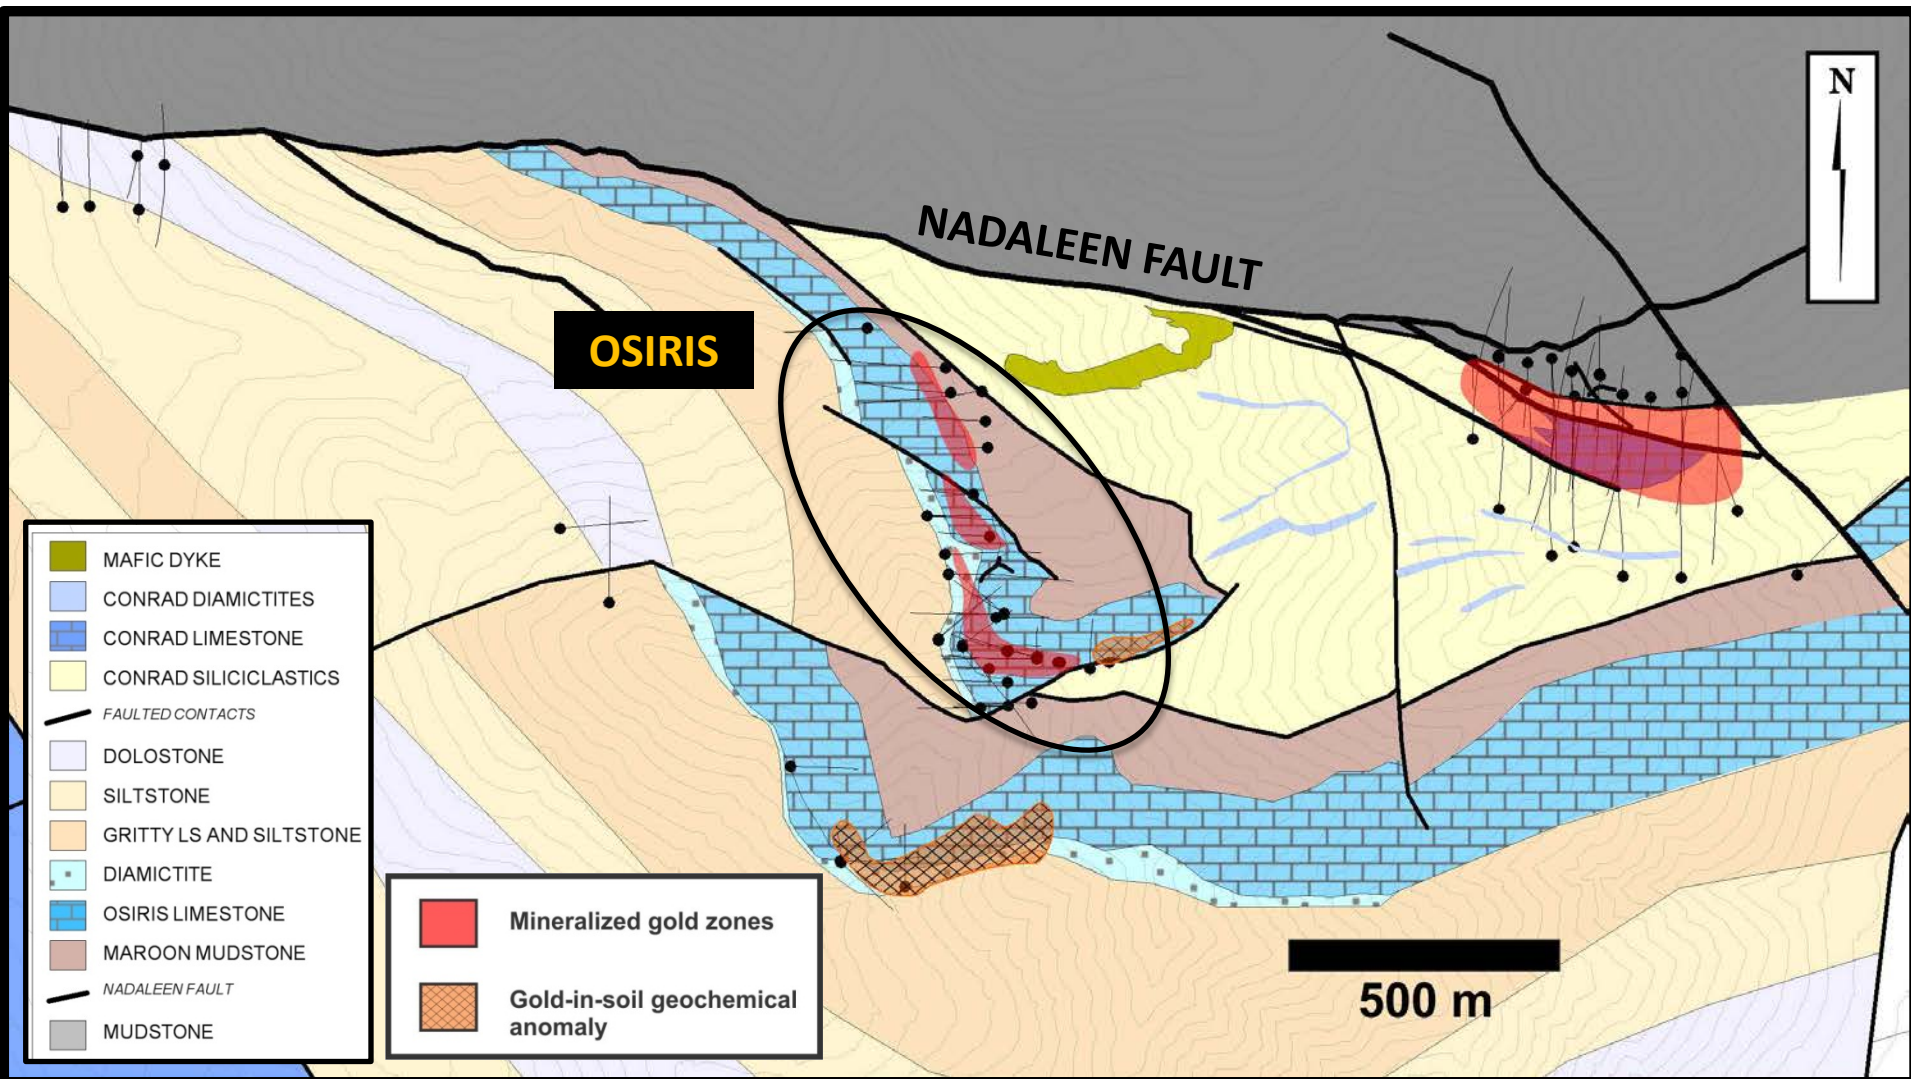 N
NADALEEN FAULT
OSIRIS
MAFIC DYKE
CONRAD DIAMICTITES
CONRAD LIMESTONE
CONRAD SILICICLASTICS
FAULTED CONTACTS
DOLOSTONE
SILTSTONE
GRITTY LS AND SILTSTONE
DIAMICTITE
OSIRIS LIMESTONE
MAROON MUDSTONE
NADALEEN FAULT
MUDSTONE
Mineralized gold zones
Gold-in-soil geochemical
anomaly
500 m